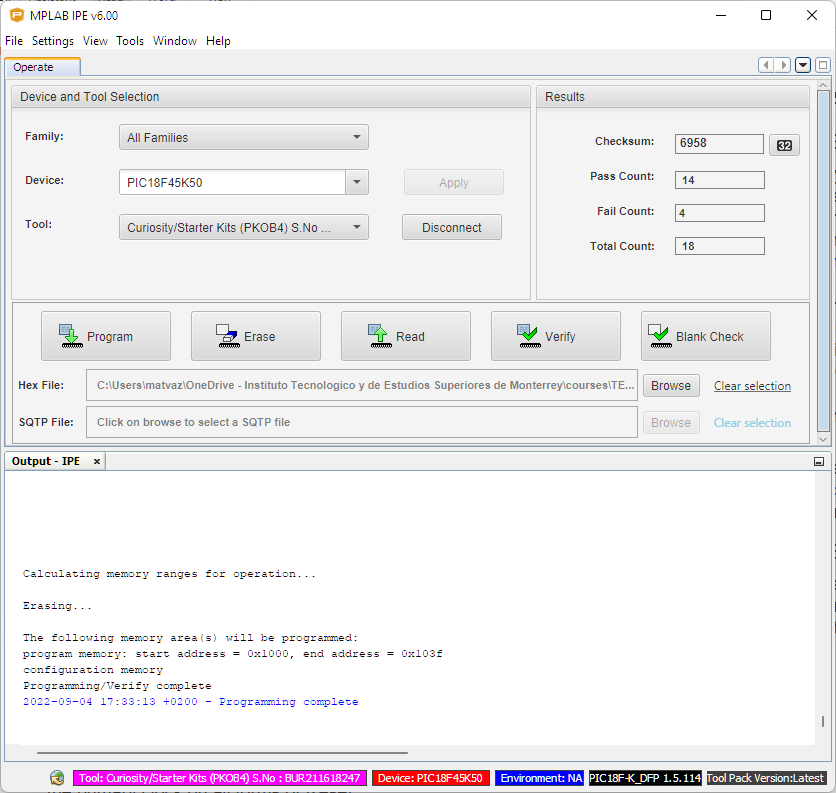 MPLAB IPE v6.00
File Settings View Tools Window Help
Operate
Device and Tool Selection
Family: All Families
Device: PIC18F45K50 Apply
Tool: Curiosity/Starter Kits (PKOB4) S.No ... Disconnect
Results
Checksum: 6958 32
Pass Count: 14
Fail Count: 4
Total Count: 18
Program Erase Read Verify Blank Check
Hex File: C:\Users\matvaz\OneDrive - Instituto Tecnologico y de Estudios Superiores de Monterrey\courses\TE... Browse Clear selection
SQTP File: Click on browse to select a SQTP file Browse Clear selection
Output - IPE ×
Calculating memory ranges for operation...
Erasing...
The following memory area(s) will be programmed:
program memory: start address = 0x1000, end address = 0x103f
configuration memory
Programming/Verify complete
2022-09-04 17:33:13 +0200 - Programming complete
Tool: Curiosity/Starter Kits (PKOB4) S.No : BUR211618247 Device: PIC18F45K50 Environment: NA PIC18F-K_DFP 1.5.114 Tool Pack Version:Latest